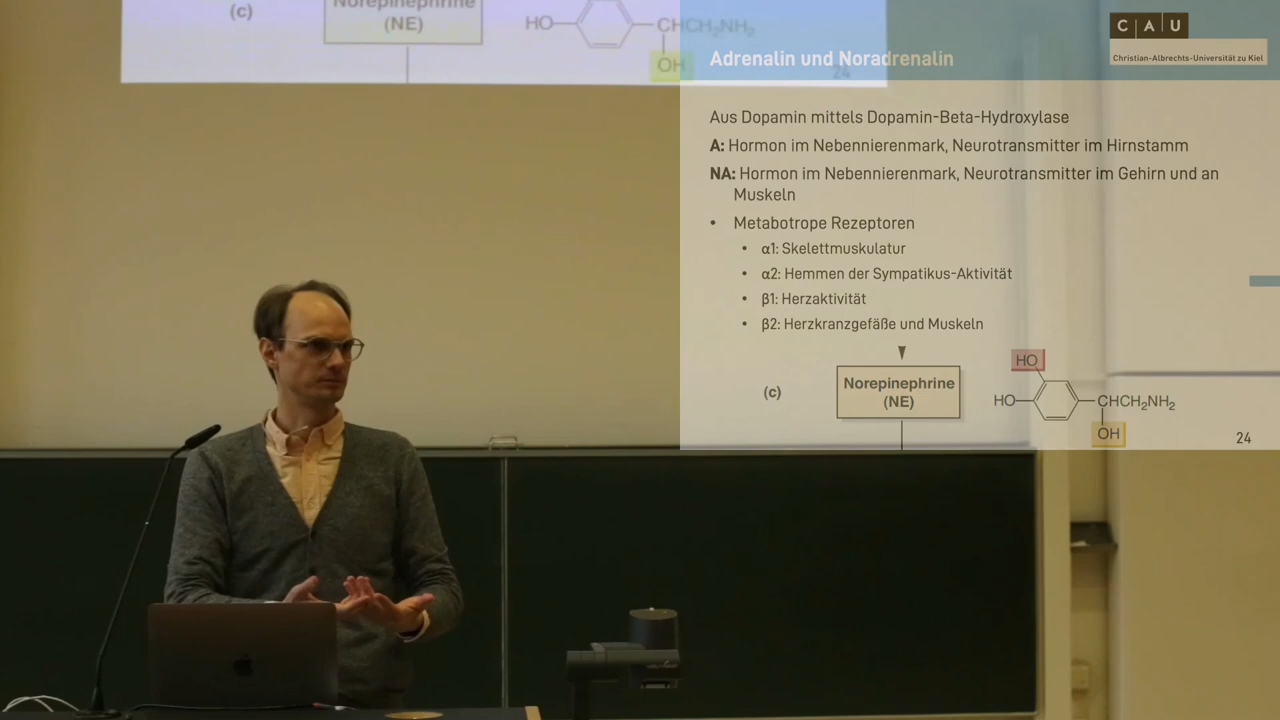 (c)
Norepinephrine
(NE)
HO
CHCH₂NH₂
OH
24
CAU
Christian-Albrechts-Universität zu Kiel
Adrenalin und Noradrenalin
Aus Dopamin mittels Dopamin-Beta-Hydroxylase
A: Hormon im Nebennierenmark, Neurotransmitter im Hirnstamm
NA: Hormon im Nebennierenmark, Neurotransmitter im Gehirn und an
Muskeln
• Metabotrope Rezeptoren
• α1: Skelettmuskulatur
• α2: Hemmen der Sympatikus-Aktivität
• β1: Herzaktivität
• β2: Herzkranzgefäße und Muskeln
(c)
Norepinephrine
(NE)
HO
HO
CHCH₂NH₂
OH
24